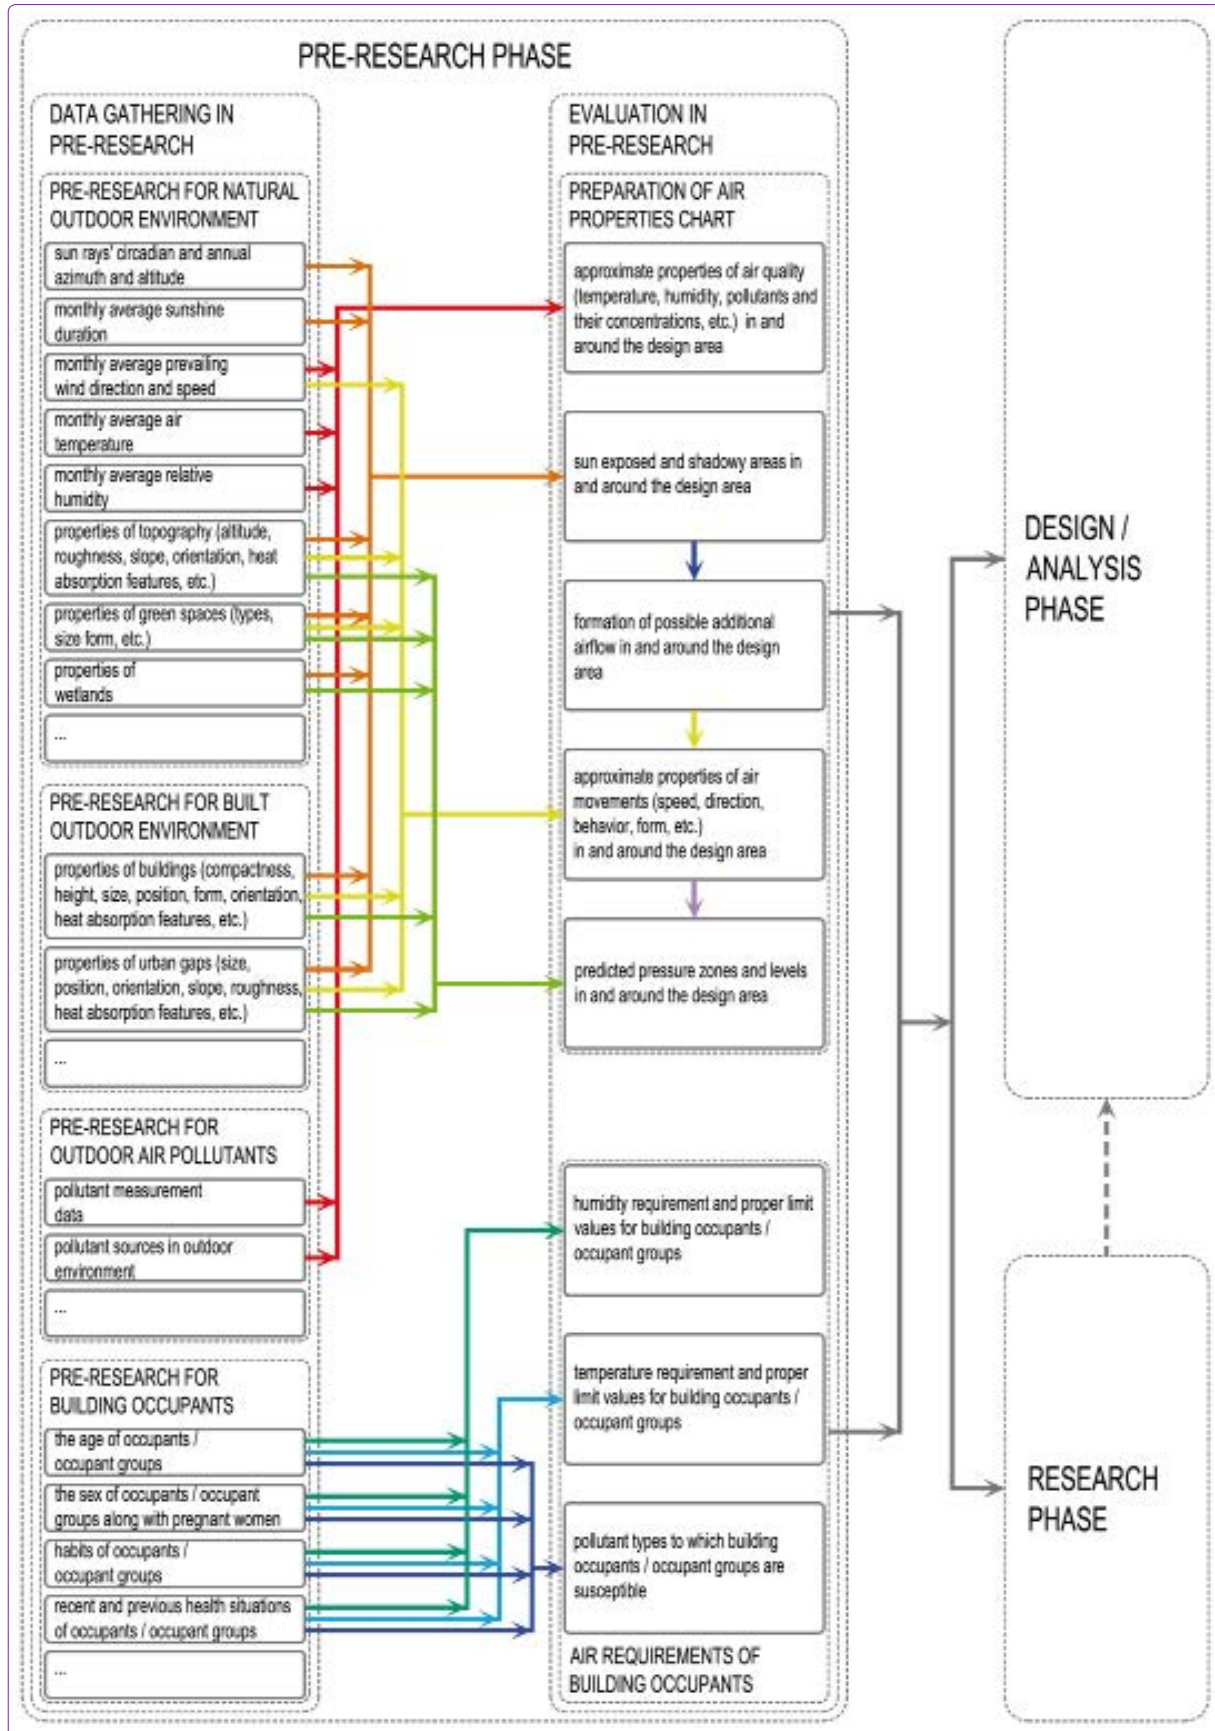 PRE-RESEARCH PHASE
DATA GATHERING IN
PRE-RESEARCH
PRE-RESEARCH FOR NATURAL
OUTDOOR ENVIRONMENT
sun rays' circadian and annual
azimuth and altitude
monthly average sunshine
duration
monthly average prevailing
wind direction and speed
monthly average air
temperature
monthly average relative
humidity
properties of topography (altitude,
roughness, slope, orientation, heat
absorption features, etc.)
properties of green spaces (types,
size form, etc.)
properties of
wetlands
...
PRE-RESEARCH FOR BUILT
OUTDOOR ENVIRONMENT
properties of buildings (compactness,
height, size, position, form, orientation,
heat absorption features, etc.)
properties of urban gaps (size,
position, orientation, slope, roughness,
heat absorption features, etc.)
...
PRE-RESEARCH FOR
OUTDOOR AIR POLLUTANTS
pollutant measurement
data
pollutant sources in outdoor
environment
...
PRE-RESEARCH FOR
BUILDING OCCUPANTS
the age of occupants /
occupant groups
the sex of occupants / occupant
groups along with pregnant women
habits of occupants /
occupant groups
recent and previous health situations
of occupants / occupant groups
...
EVALUATION IN
PRE-RESEARCH
PREPARATION OF AIR
PROPERTIES CHART
approximate properties of air quality
(temperature, humidity, pollutants and
their concentrations, etc.) in and
around the design area
sun exposed and shadowy areas in
and around the design area
formation of possible additional
airflow in and around the design
area
approximate properties of air
movements (speed, direction,
behavior, form, etc.)
in and around the design area
predicted pressure zones and levels
in and around the design area
humidity requirement and proper limit
values for building occupants /
occupant groups
temperature requirement and proper
limit values for building occupants /
occupant groups
pollutant types to which building
occupants / occupant groups are
susceptible
AIR REQUIREMENTS OF
BUILDING OCCUPANTS
DESIGN /
ANALYSIS
PHASE
RESEARCH
PHASE